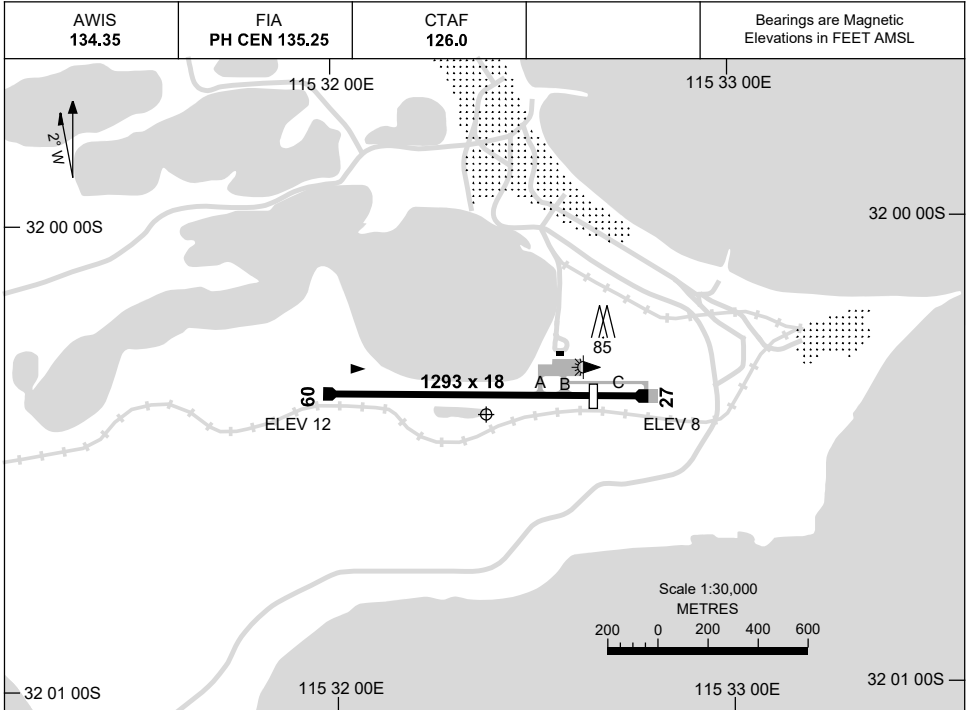 AWIS
134.35
FIA
PH CEN 135.25
CTAF
126.0
Bearings are Magnetic
Elevations in FEET AMSL
115 32 00E
115 33 00E
2° W
32 00 00S
32 00 00S
85
1293 x 18
A
B
C
09
27
ELEV 12
ELEV 8
Scale 1:30,000
METRES
200 0 200 400 600
32 01 00S
115 32 00E
115 33 00E
32 01 00S